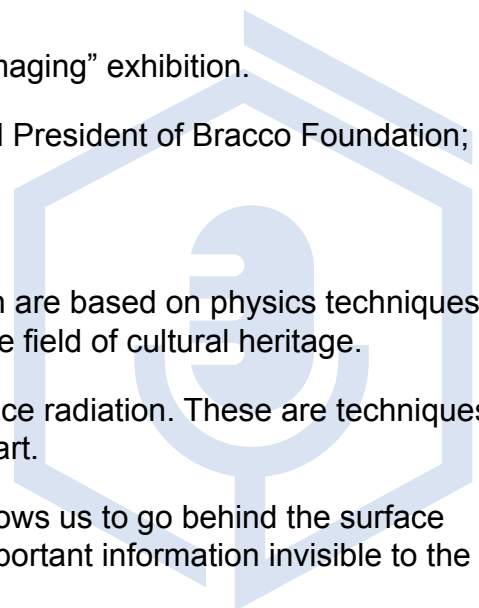 maging” exhibition.
l President of Bracco Foundation;
n are based on physics techniques
e field of cultural heritage.
ce radiation. These are techniques
art.
ows us to go behind the surface
portant information invisible to the